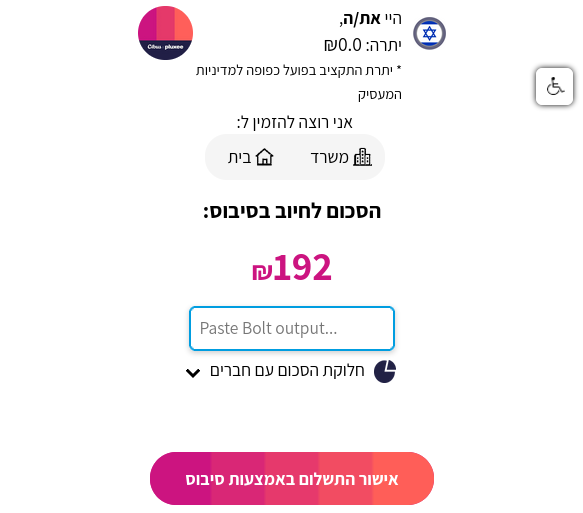 היי את/ה,
יתרה: ₪0.0
* יתרת התקציב בפועל כפופה למדיניות
המעסיק
Cibus · pluxee
אני רוצה להזמין ל:
משרד
בית
הסכום לחיוב בסיבוס:
₪192
Paste Bolt output...
חלוקת הסכום עם חברים
אישור התשלום באמצעות סיבוס